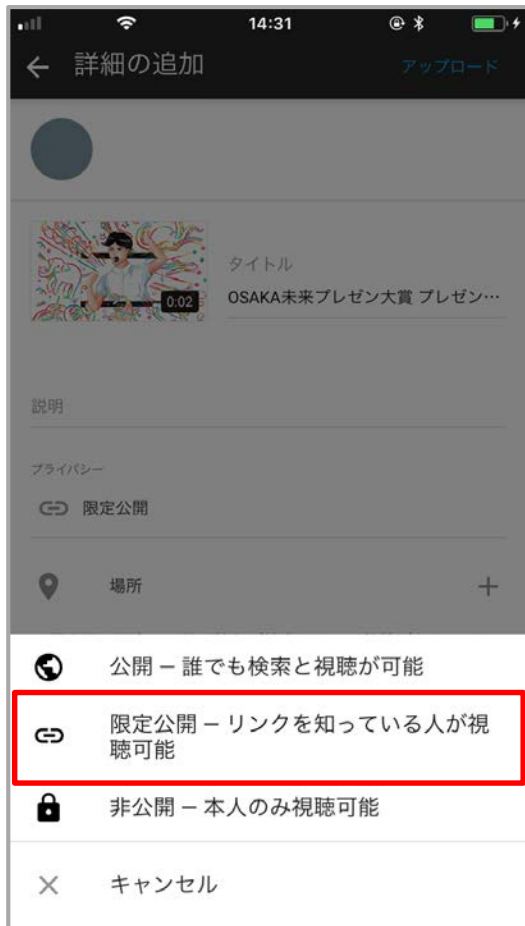 14:31
詳細の追加
アップロード
0:02
タイトル
OSAKA未来プレゼン大賞 プレゼン…
説明
プライバシー
限定公開
場所
公開 – 誰でも検索と視聴が可能
限定公開 – リンクを知っている人が視
聴可能
非公開 – 本人のみ視聴可能
キャンセル